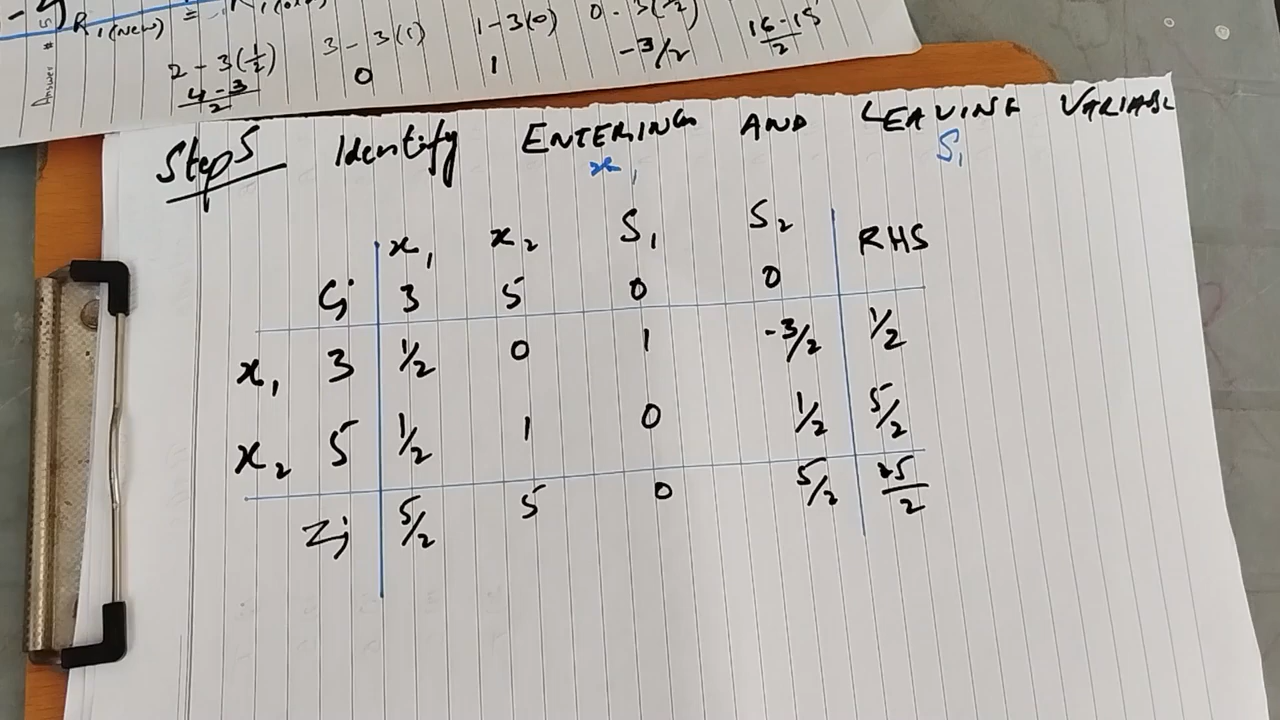 R1(New) =
2 - 3(1/2) 3 - 3(1) 1 - 3(0) 0 - 3(1/2) 16-15/2
4-3/2 0 1 -3/2
Answer
Step 5 Identify ENTERING AND LEAVING VARIABL
x1 S1
x1 x2 S1 S2 RHS
Cj 3 5 0 0
x1 3 1/2 0 1 -3/2 1/2
x2 5 1/2 1 0 1/2 5/2
Zj 5/2 5 0 5/2 25/2